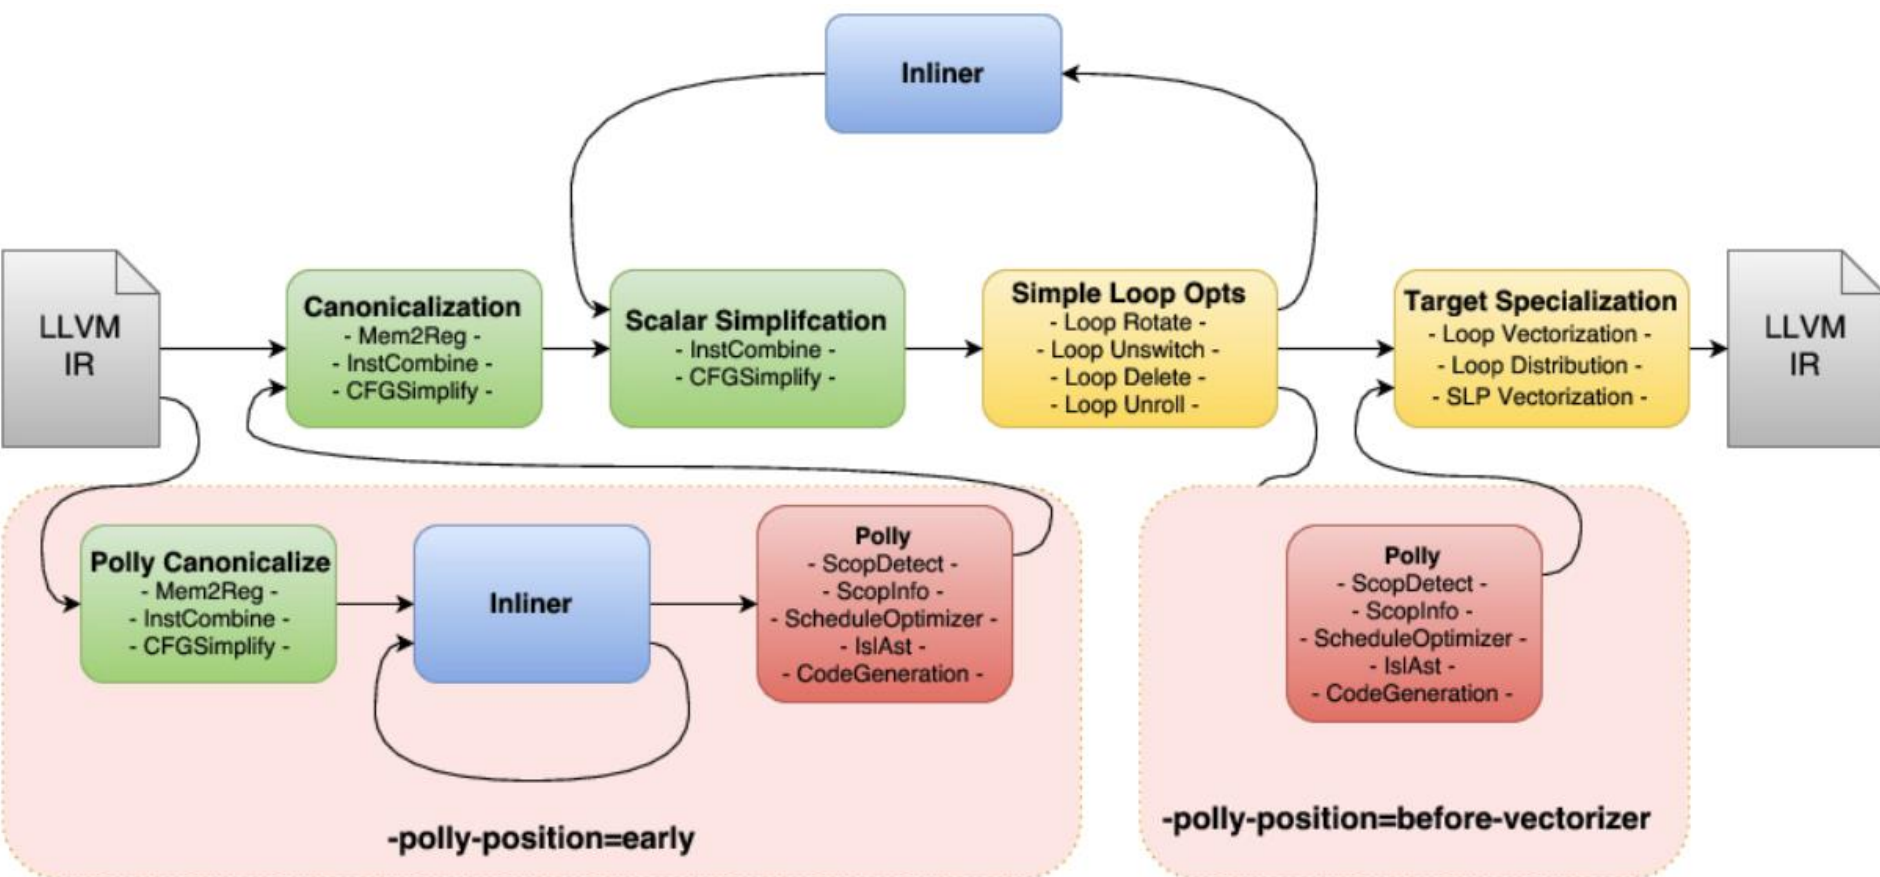 Inliner
LLVM
IR
Canonicalization
- Mem2Reg -
- InstCombine -
- CFGSimplify -
Scalar Simplifcation
- InstCombine -
- CFGSimplify -
Simple Loop Opts
- Loop Rotate -
- Loop Unswitch -
- Loop Delete -
- Loop Unroll -
Target Specialization
- Loop Vectorization -
- Loop Distribution -
- SLP Vectorization -
LLVM
IR
Polly Canonicalize
- Mem2Reg -
- InstCombine -
- CFGSimplify -
Inliner
Polly
- ScopDetect -
- ScopInfo -
- ScheduleOptimizer -
- IslAst -
- CodeGeneration -
-polly-position=early
Polly
- ScopDetect -
- ScopInfo -
- ScheduleOptimizer -
- IslAst -
- CodeGeneration -
-polly-position=before-vectorizer